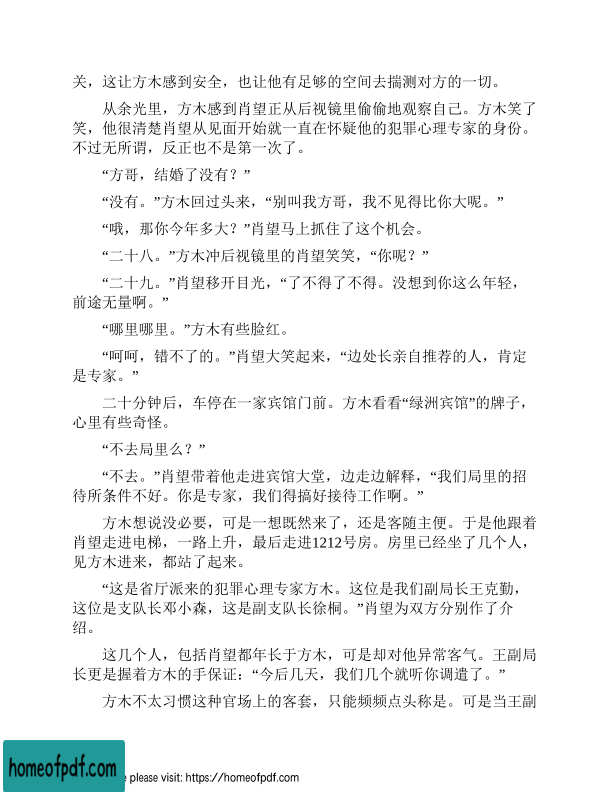 关，这让方木感到安全，也让他有足够的空间去揣测对方的一切。
从余光里，方木感到肖望正从后视镜里偷偷地观察自己。方木笑了
笑，他很清楚肖望从见面开始就一直在怀疑他的犯罪心理专家的身份。
不过无所谓，反正也不是第一次了。
“方哥，结婚了没有？”
“没有。”方木回过头来，“别叫我方哥，我不见得比你大呢。”
“哦，那你今年多大？”肖望马上抓住了这个机会。
“二十八。”方木冲后视镜里的肖望笑笑，“你呢？”
“二十九。”肖望移开目光，“了不得了不得。没想到你这么年轻，
前途无量啊。”
“哪里哪里。”方木有些脸红。
“呵呵，错不了的。”肖望大笑起来，“边处长亲自推荐的人，肯定
是专家。”
二十分钟后，车停在一家宾馆门前。方木看看“绿洲宾馆”的牌子，
心里有些奇怪。
“不去局里么？”
“不去。”肖望带着他走进宾馆大堂，边走边解释，“我们局里的招
待所条件不好。你是专家，我们得搞好接待工作啊。”
方木想说没必要，可是一想既然来了，还是客随主便。于是他跟着
肖望走进电梯，一路上升，最后走进1212号房。房里已经坐了几个人，
见方木进来，都站了起来。
“这是省厅派来的犯罪心理专家方木。这位是我们副局长王克勤，
这位是支队长邓小森，这是副支队长徐桐。”肖望为双方分别作了介
绍。
这几个人，包括肖望都年长于方木，可是却对他异常客气。王副局
长更是握着方木的手保证：“今后几天，我们几个就听你调遣了。”
方木不太习惯这种官场上的客套，只能频频点头称是。可是当王副
homeofpdf.com
e please visit: https://homeofpdf.com